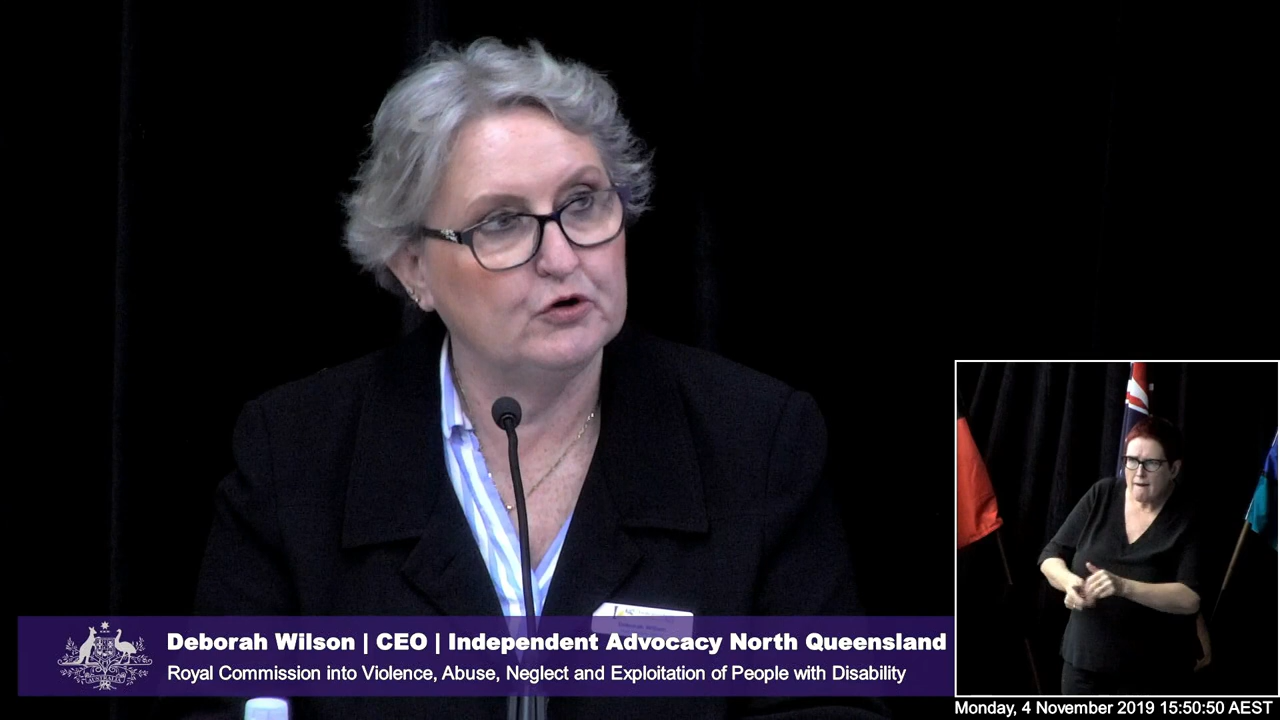 Deborah Wilson | CEO | Independent Advocacy North Queensland
Royal Commission into Violence, Abuse, Neglect and Exploitation of People with Disability
Monday, 4 November 2019 15:50:50 AEST